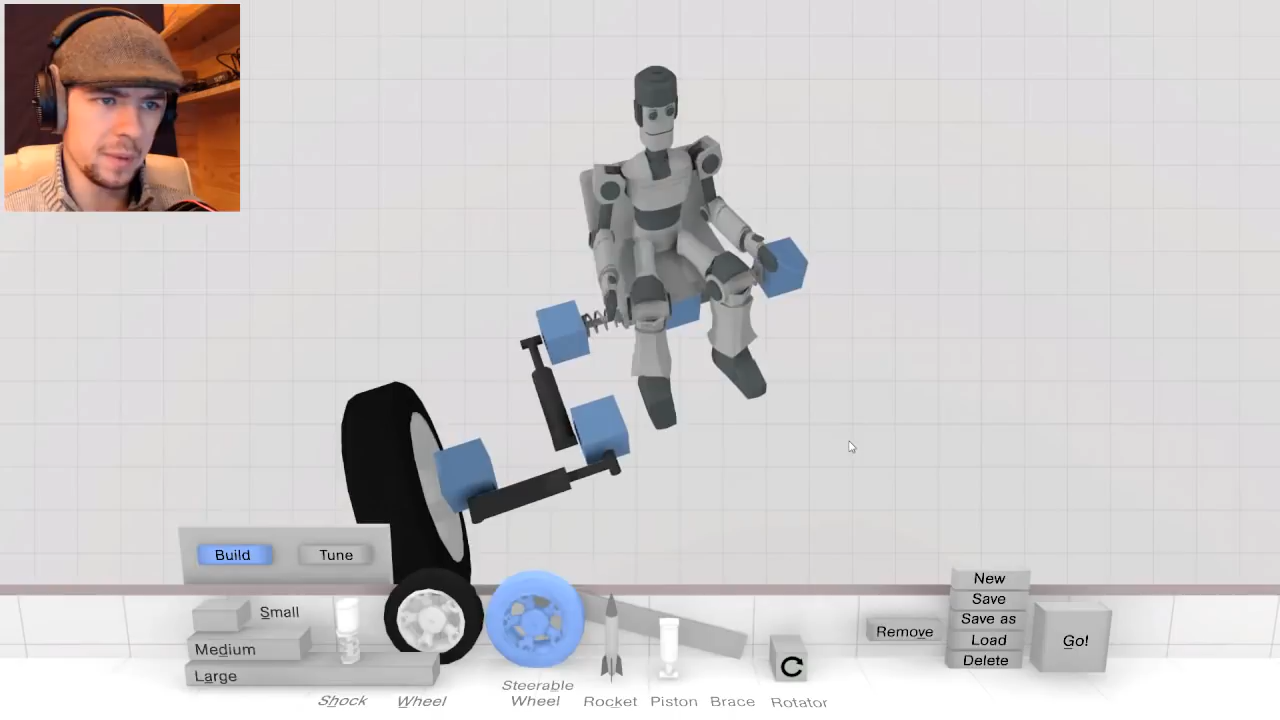 Build
Tune
Small
Medium
Large
Shock
Wheel
Steerable
Wheel
Rocket
Piston
Brace
Rotator
Remove
New
Save
Save as
Load
Delete
Go!